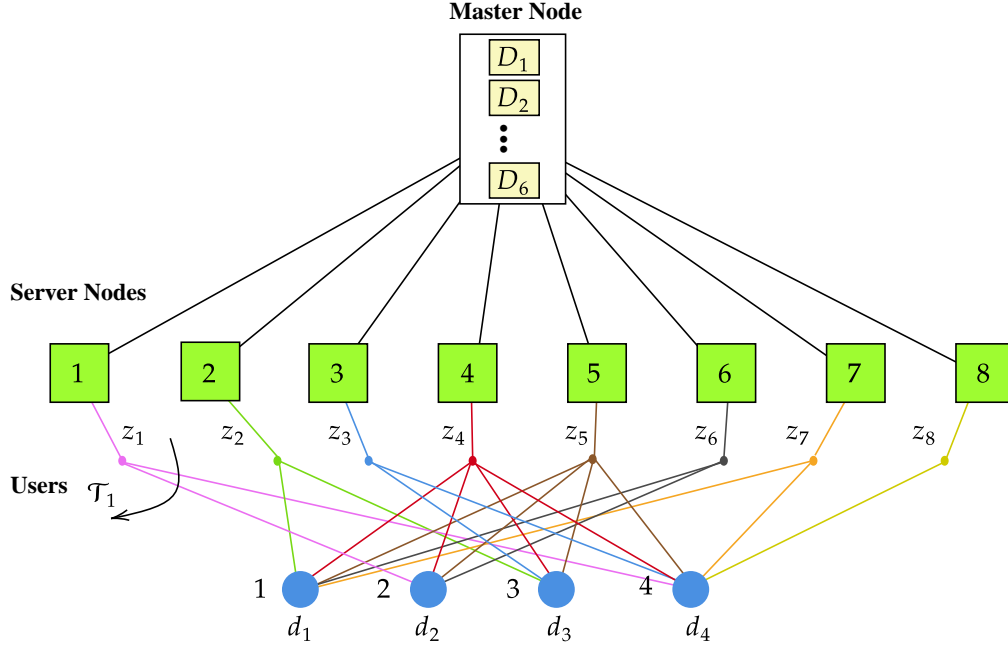 Master Node
D₁
D₂
D₆
Server Nodes
1 2 3 4 5 6 7 8
z₁ z₂ z₃ z₄ z₅ z₆ z₇ z₈
Users 𝒯₁
1 2 3 4
d₁ d₂ d₃ d₄